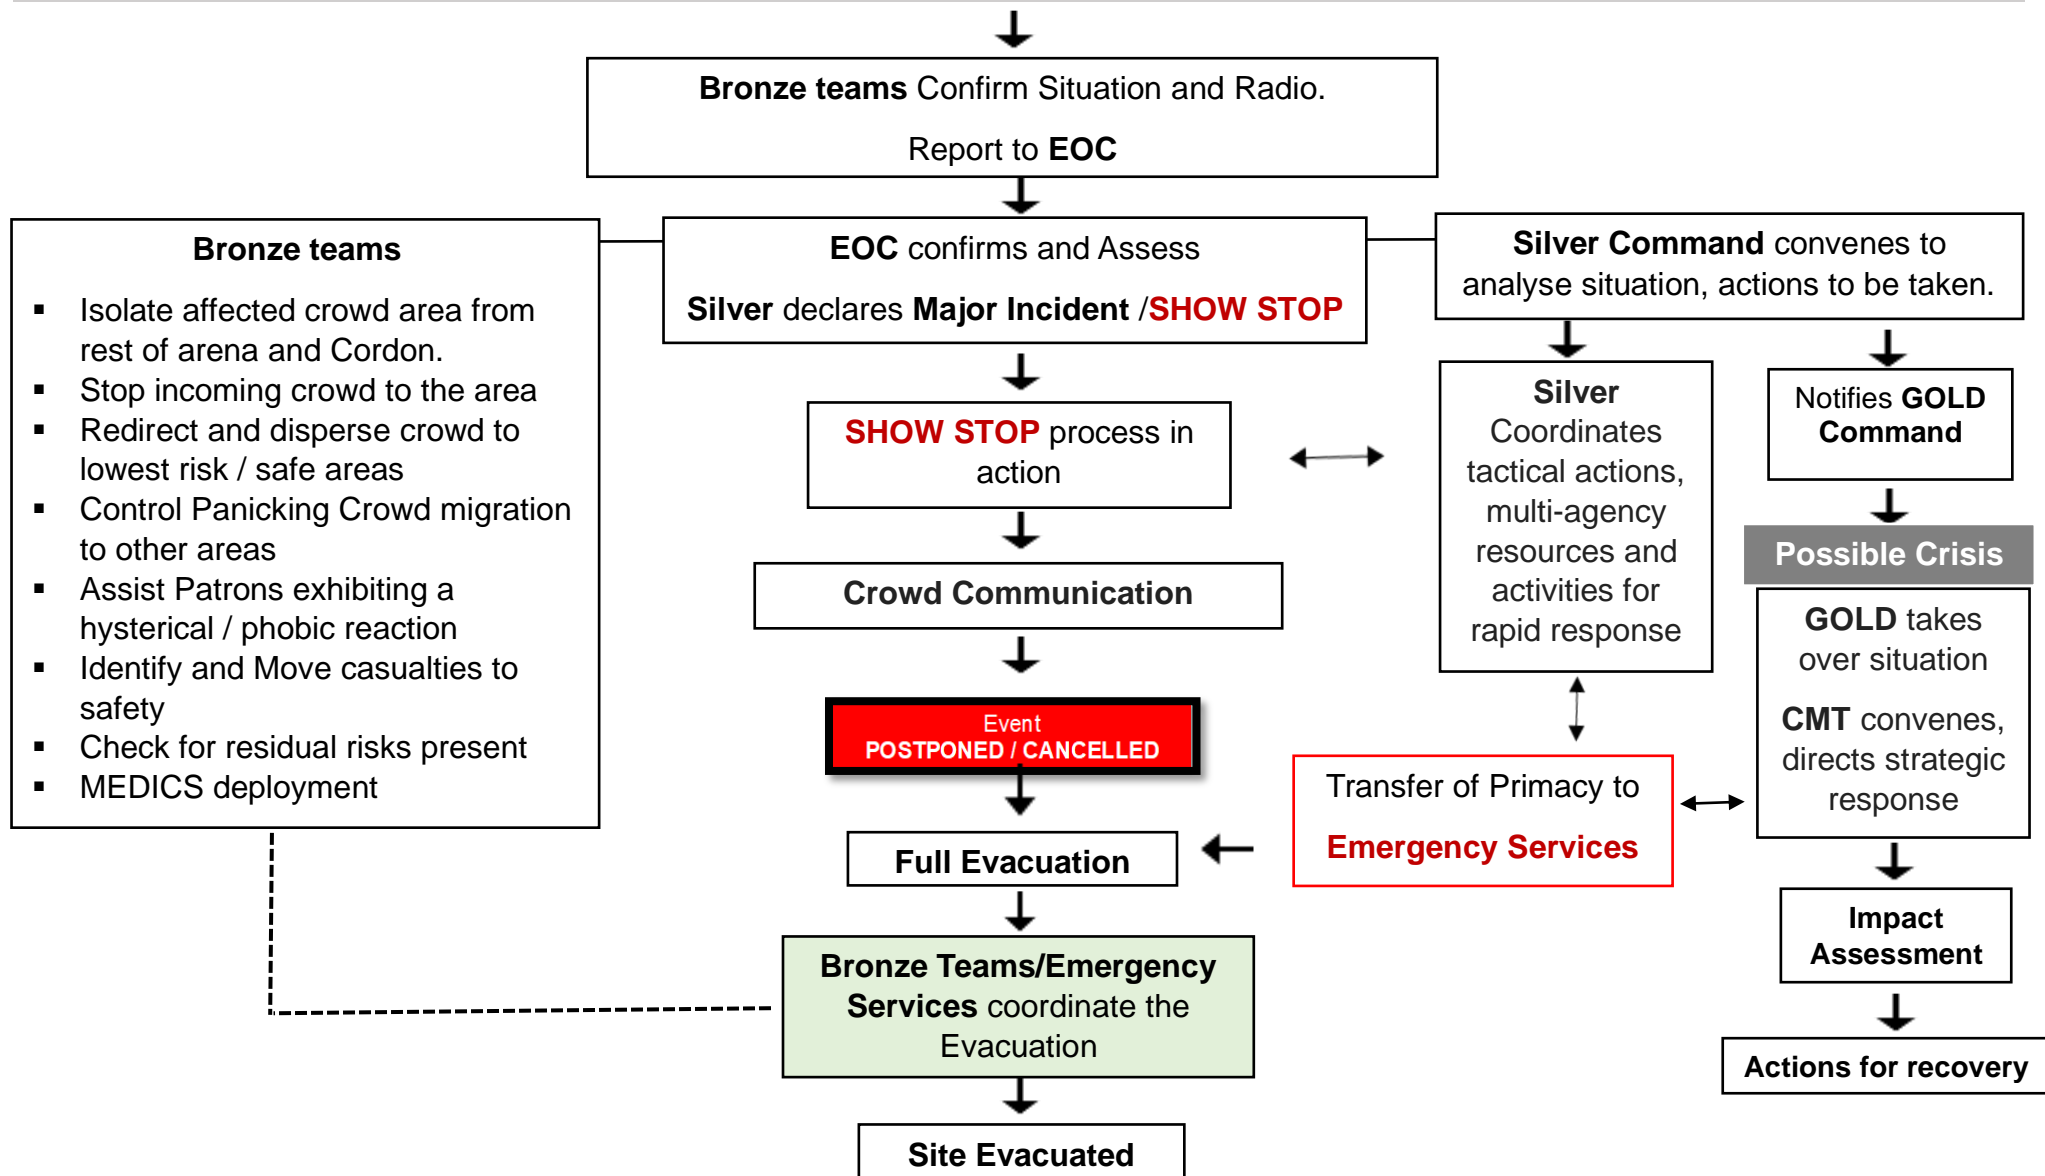 Bronze teams Confirm Situation and Radio.
Report to EOC
Bronze teams
▪ Isolate affected crowd area from
rest of arena and Cordon.
▪ Stop incoming crowd to the area
▪ Redirect and disperse crowd to
lowest risk / safe areas
▪ Control Panicking Crowd migration
to other areas
▪ Assist Patrons exhibiting a
hysterical / phobic reaction
▪ Identify and Move casualties to
safety
▪ Check for residual risks present
▪ MEDICS deployment
EOC confirms and Assess
Silver declares Major Incident /SHOW STOP
Silver Command convenes to
analyse situation, actions to be taken.
SHOW STOP process in
action
Silver
Coordinates
tactical actions,
multi-agency
resources and
activities for
rapid response
Notifies GOLD
Command
Possible Crisis
GOLD takes
over situation
CMT convenes,
directs strategic
response
Crowd Communication
Event
POSTPONED / CANCELLED
Transfer of Primacy to
Emergency Services
Full Evacuation
Impact
Assessment
Bronze Teams/Emergency
Services coordinate the
Evacuation
Actions for recovery
Site Evacuated